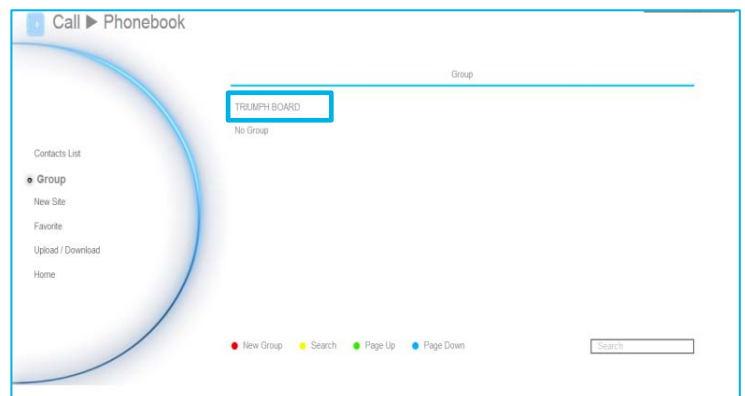 Call ▶ Phonebook
Group
TRIUMPH BOARD
No Group
Contacts List
Group
New Site
Favorite
Upload / Download
Home
New Group Search Page Up Page Down Search